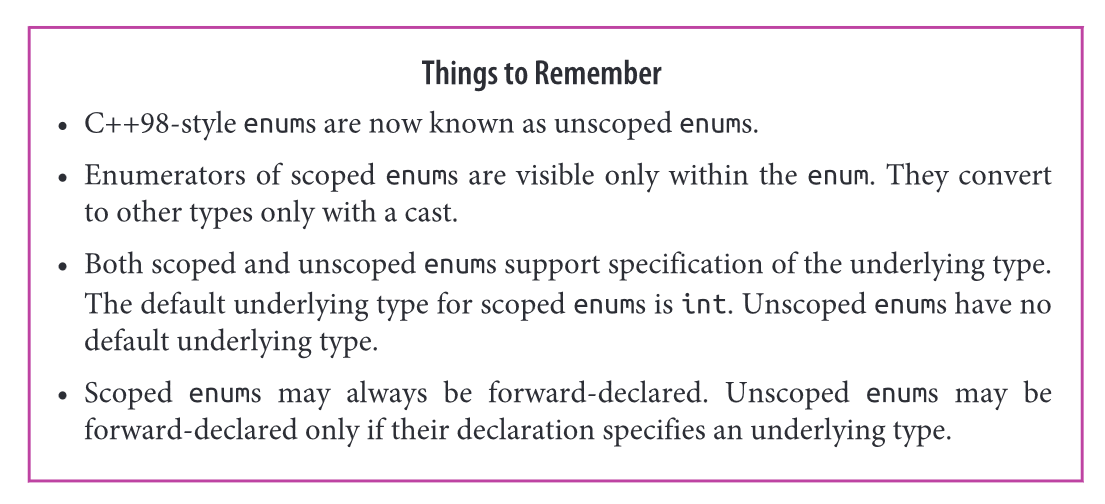 Things to Remember
• C++98-style enums are now known as unscoped enums.
• Enumerators of scoped enums are visible only within the enum. They convert
to other types only with a cast.
• Both scoped and unscoped enums support specification of the underlying type.
The default underlying type for scoped enums is int. Unscoped enums have no
default underlying type.
• Scoped enums may always be forward-declared. Unscoped enums may be
forward-declared only if their declaration specifies an underlying type.